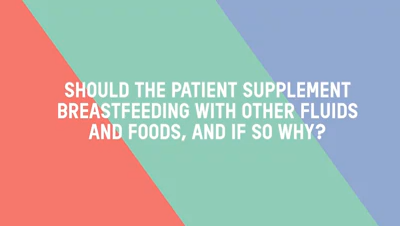 SHOULD THE PATIENT SUPPLEMENT
BREASTFEEDING WITH OTHER FLUIDS
AND FOODS, AND IF SO WHY?